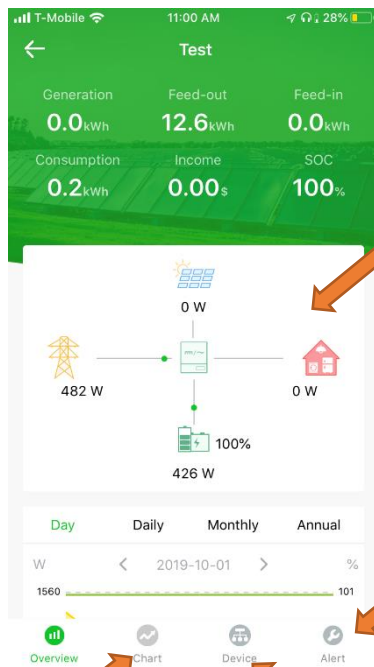 T-Mobile 11:00 AM 28%
Test
Generation Feed-out Feed-in
0.0kWh 12.6kWh 0.0kWh
Consumption Income SOC
0.2kWh 0.00$ 100%
0 W
482 W 0 W
100%
426 W
Day Daily Monthly Annual
W < 2019-10-01 > %
1560 101
Overview Chart Device Alert